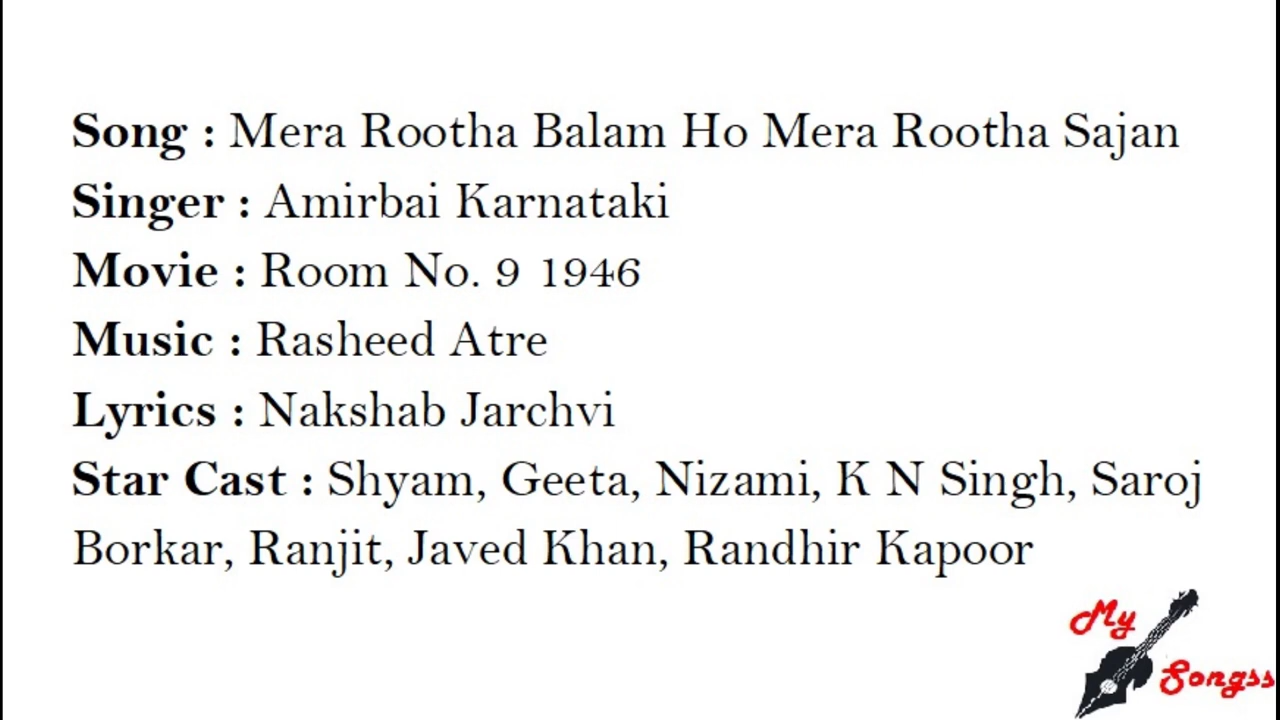 Song : Mera Rootha Balam Ho Mera Rootha Sajan
Singer : Amirbai Karnataki
Movie : Room No. 9 1946
Music : Rasheed Atre
Lyrics : Nakshab Jarchvi
Star Cast : Shyam, Geeta, Nizami, K N Singh, Saroj
Borkar, Ranjit, Javed Khan, Randhir Kapoor
My
Songss